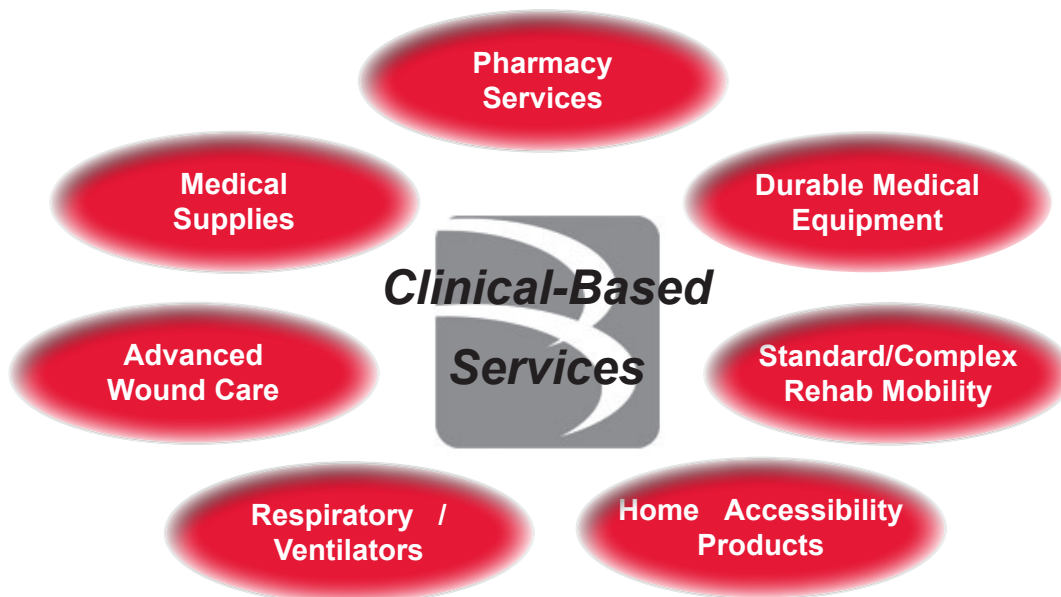 Pharmacy
Services
Medical
Supplies
Durable Medical
Equipment
Clinical-Based
Services
Advanced
Wound Care
Standard/Complex
Rehab Mobility
Respiratory /
Ventilators
Home Accessibility
Products